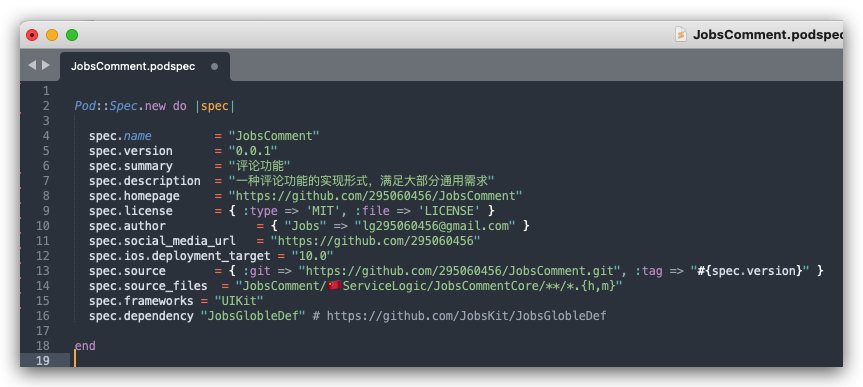 JobsComment.podspec
JobsComment.podspec
1
2 Pod::Spec.new do |spec|
3
4 spec.name = "JobsComment"
5 spec.version = "0.0.1"
6 spec.summary = "评论功能"
7 spec.description = "一种评论功能的实现形式，满足大部分通用需求"
8 spec.homepage = "https://github.com/295060456/JobsComment"
9 spec.license = { :type => 'MIT', :file => 'LICENSE' }
10 spec.author = { "Jobs" => "lg295060456@gmail.com" }
11 spec.social_media_url = "https://github.com/295060456"
12 spec.ios.deployment_target = "10.0"
13 spec.source = { :git => "https://github.com/295060456/JobsComment.git", :tag => "#{spec.version}" }
14 spec.source_files = "JobsComment/🧧ServiceLogic/JobsCommentCore/**/*.{h,m}"
15 spec.frameworks = "UIKit"
16 spec.dependency "JobsGlobleDef" # https://github.com/JobsKit/JobsGlobleDef
17
18 end
19